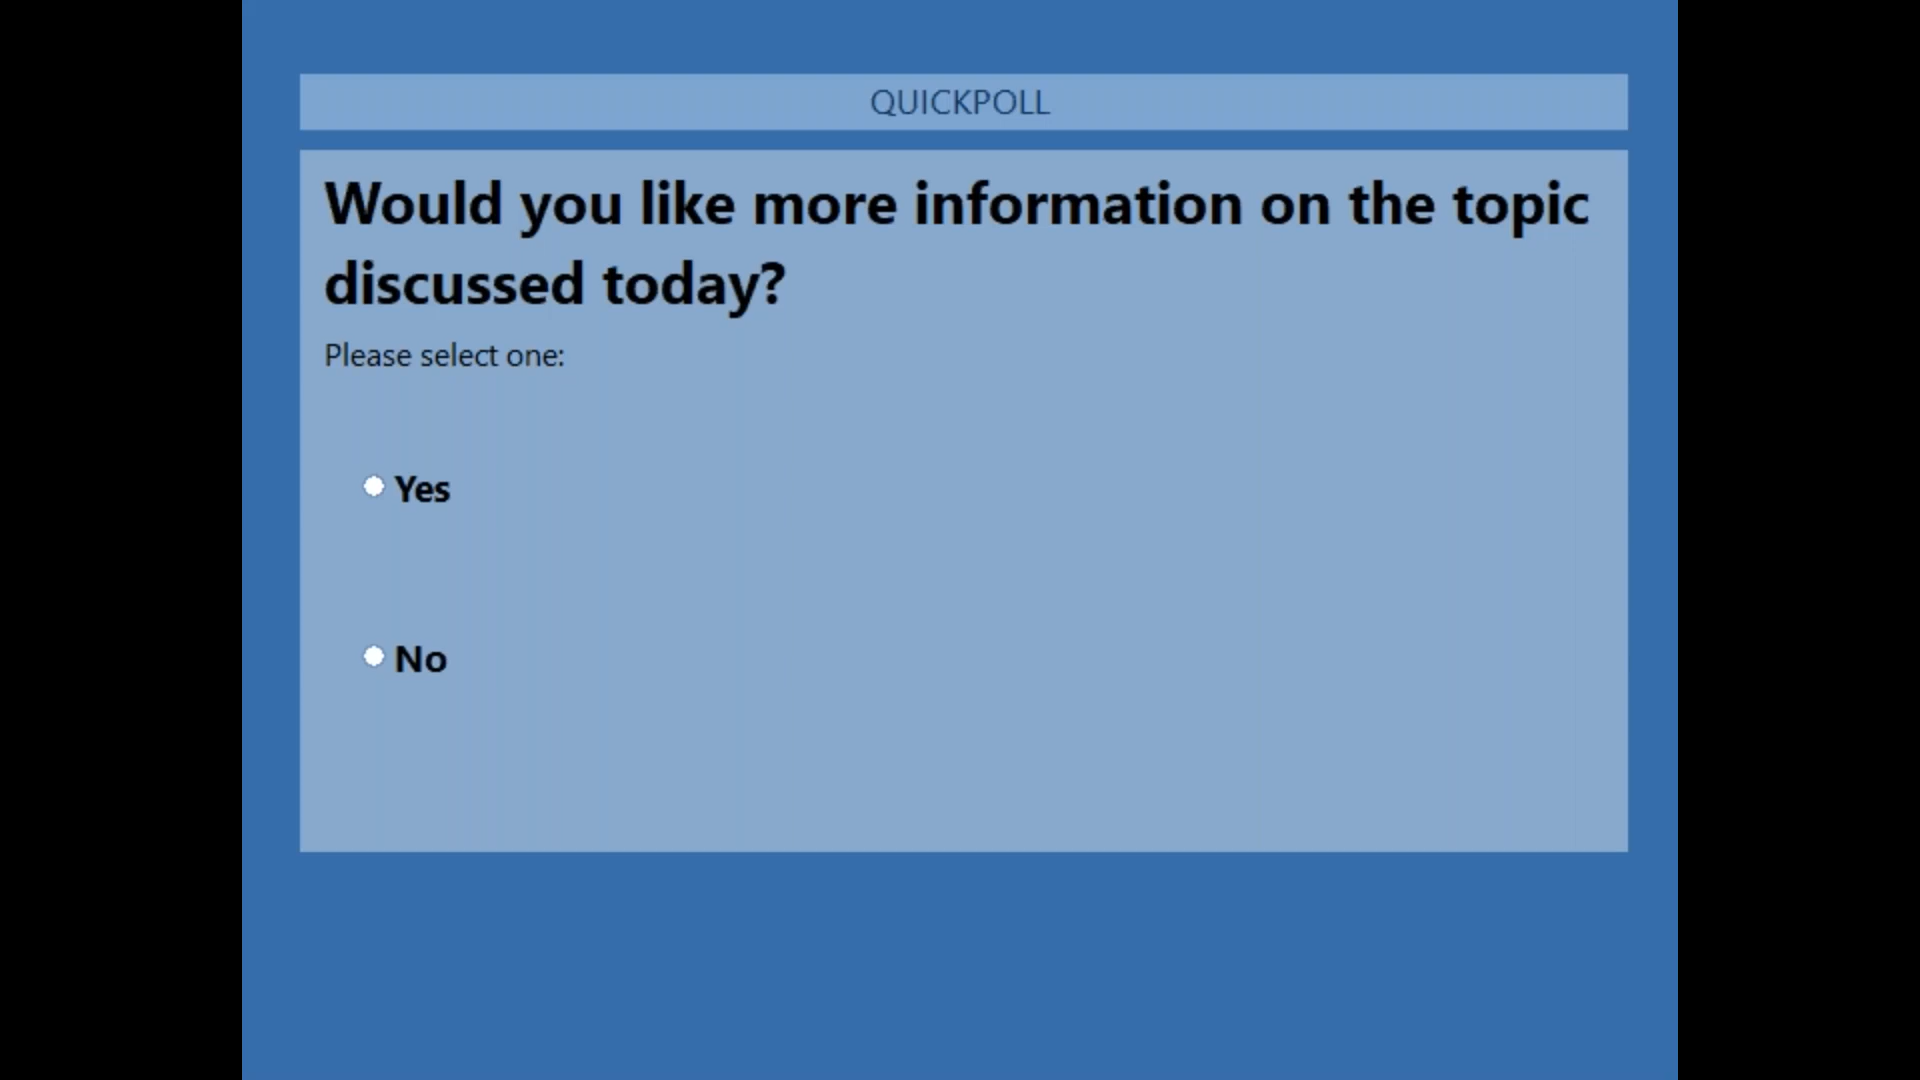 QUICKPOLL
Would you like more information on the topic
discussed today?
Please select one:
Yes
No